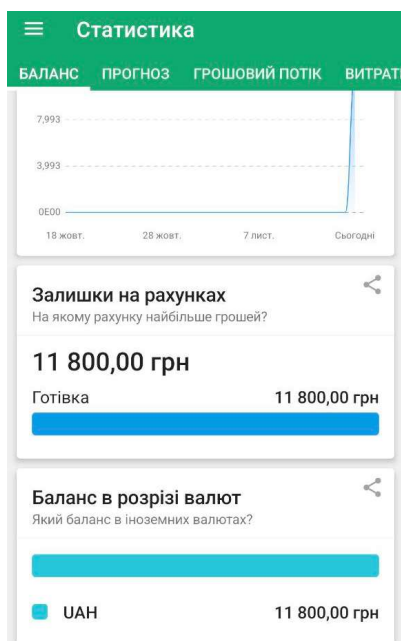 Статистика
БАЛАНС ПРОГНОЗ ГРОШОВИЙ ПОТІК ВИТРАТ
7,993
3,993
0E00
18 жовт. 28 жовт. 7 лист. Сьогодні
Залишки на рахунках
На якому рахунку найбільше грошей?
11 800,00 грн
Готівка 11 800,00 грн
Баланс в розрізі валют
Який баланс в іноземних валютах?
UAH 11 800,00 грн